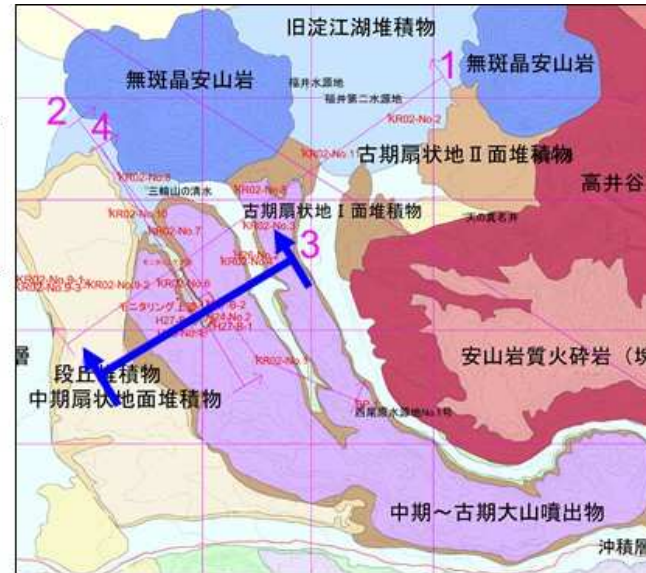 旧淀江湖堆積物
無斑晶安山岩
無斑晶安山岩
福井水源地
1
福井第二水源地
2
4
KR02-No.2
KR02-No.1
古期扇状地Ⅱ面堆積物
高井谷
三輪山の清水
天の真名井
KR02-No.10
古期扇状地Ⅰ面堆積物
KR02-No.7
KR02-No.3
3
KR02-No.9-2
KR02-No.6
H27-B-1
KR02-No.1
安山岩質火砕岩（塊
層
段丘堆積物
中期扇状地面堆積物
西尾原水源地No.1号
中期～古期大山噴出物
沖積層